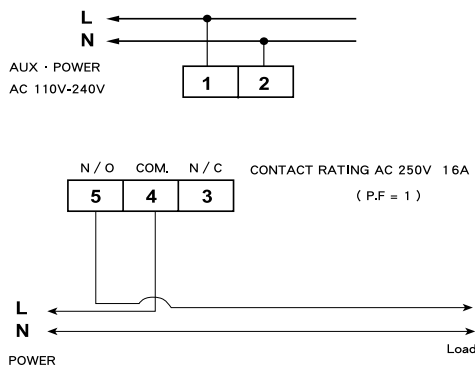 L
N
AUX · POWER
AC 110V-240V
1 2
N / O COM. N / C CONTACT RATING AC 250V 16A
( P.F = 1 )
5 4 3
L
N
Load
POWER